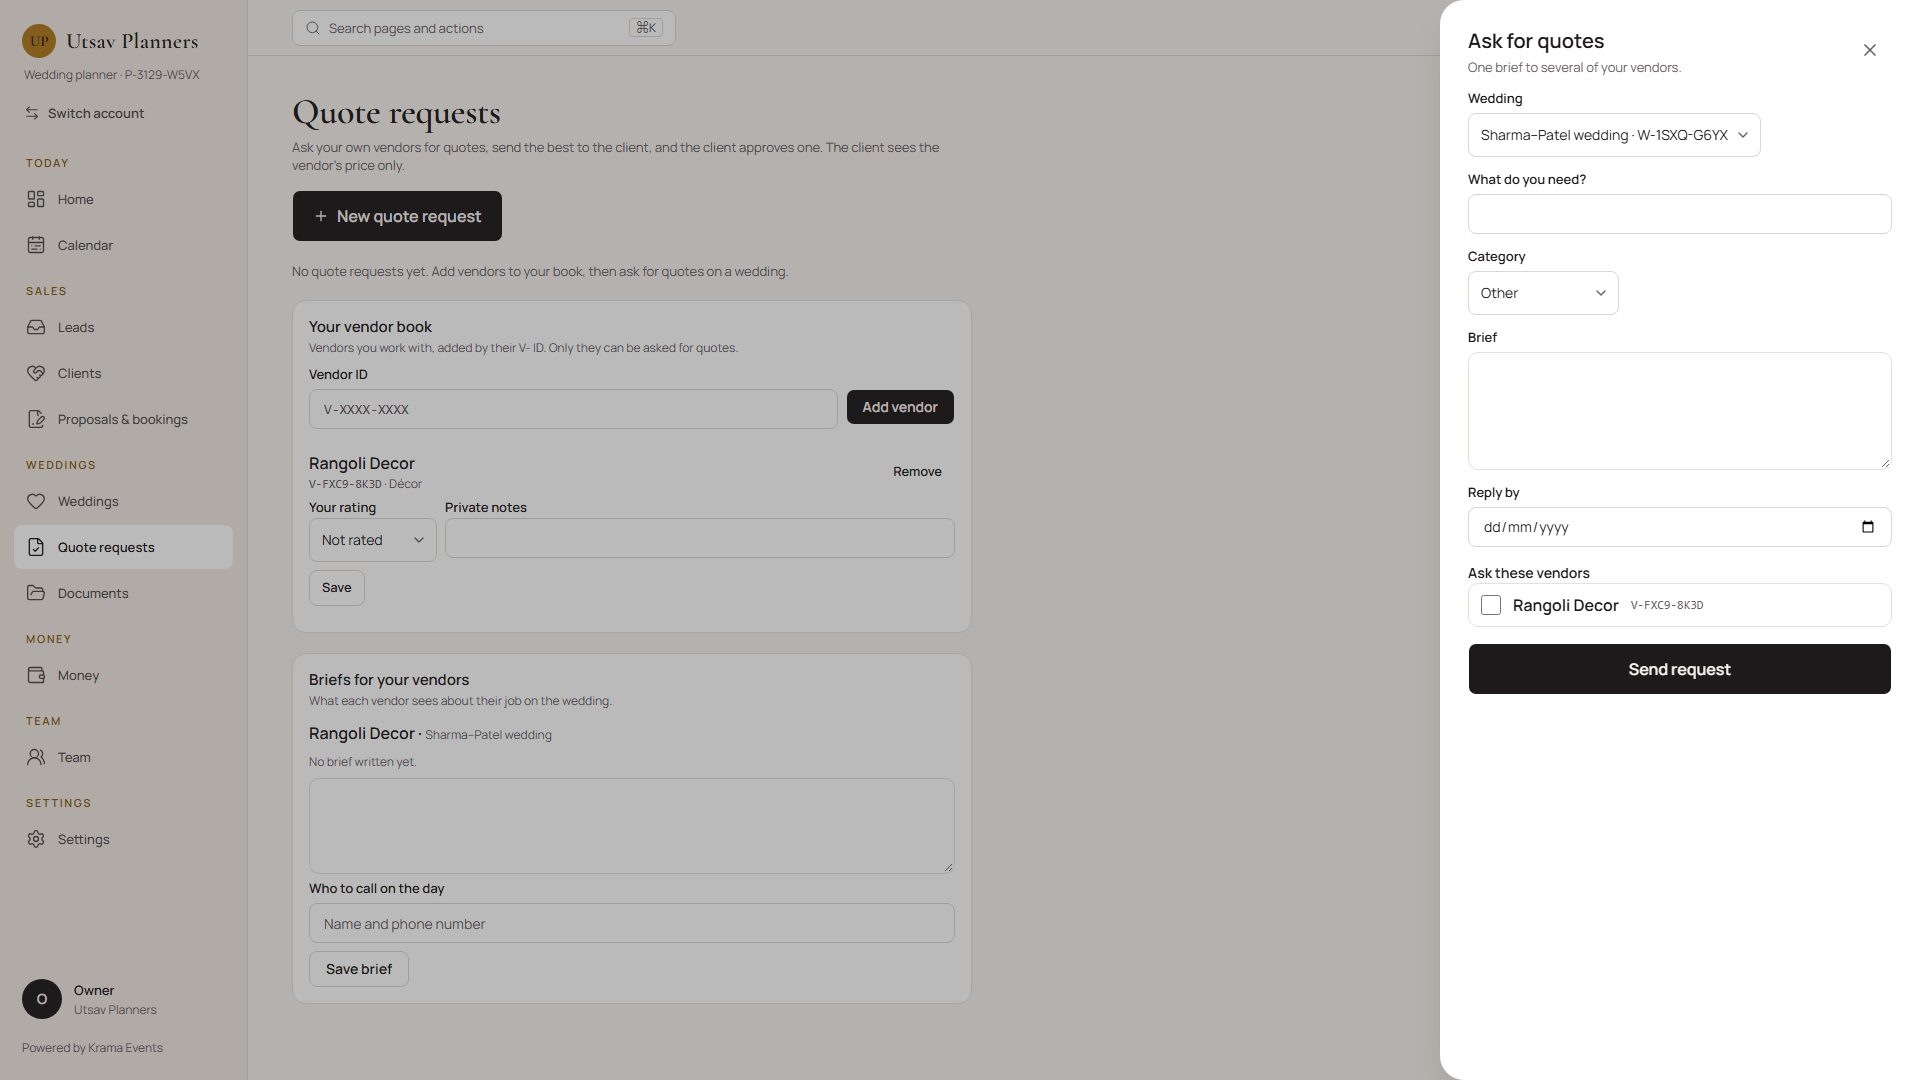 UP Utsav Planners
Wedding planner · P-3129-W5VX
Switch account
TODAY
Home
Calendar
SALES
Leads
Clients
Proposals & bookings
WEDDINGS
Weddings
Quote requests
Documents
MONEY
Money
TEAM
Team
SETTINGS
Settings
O
Owner
Utsav Planners
Powered by Krama Events
Search pages and actions ⌘K
Quote requests
Ask your own vendors for quotes, send the best to the client, and the client approves one. The client sees the
vendor's price only.
+ New quote request
No quote requests yet. Add vendors to your book, then ask for quotes on a wedding.
Your vendor book
Vendors you work with, added by their V- ID. Only they can be asked for quotes.
Vendor ID
V-XXXX-XXXX
Add vendor
Rangoli Decor
V-FXC9-8K3D · Décor
Remove
Your rating
Private notes
Not rated
Save
Briefs for your vendors
What each vendor sees about their job on the wedding.
Rangoli Decor · Sharma–Patel wedding
No brief written yet.
Who to call on the day
Name and phone number
Save brief
Ask for quotes
One brief to several of your vendors.
Wedding
Sharma–Patel wedding · W-1SXQ-G6YX
What do you need?
Category
Other
Brief
Reply by
dd/mm/yyyy
Ask these vendors
Rangoli Decor V-FXC9-8K3D
Send request